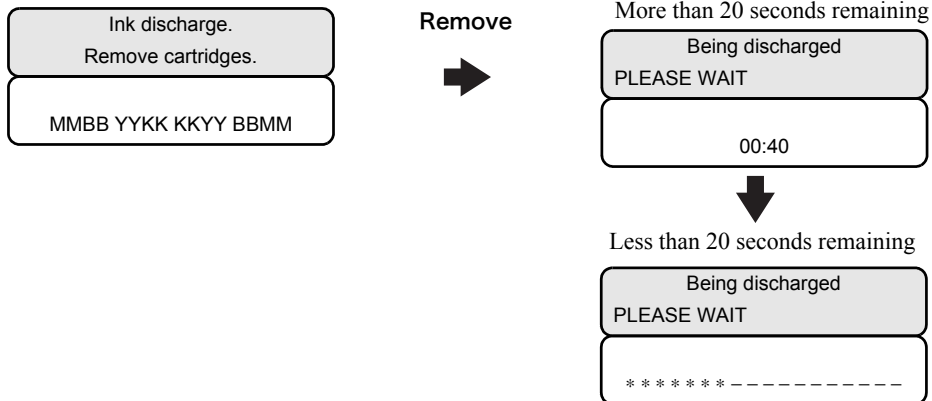 Ink discharge.
Remove cartridges.
MMBB YYKK KKYY BBMM
Remove
More than 20 seconds remaining
Being discharged
PLEASE WAIT
00:40
Less than 20 seconds remaining
Being discharged
PLEASE WAIT
* * * * * * * – – – – – – – – – – –